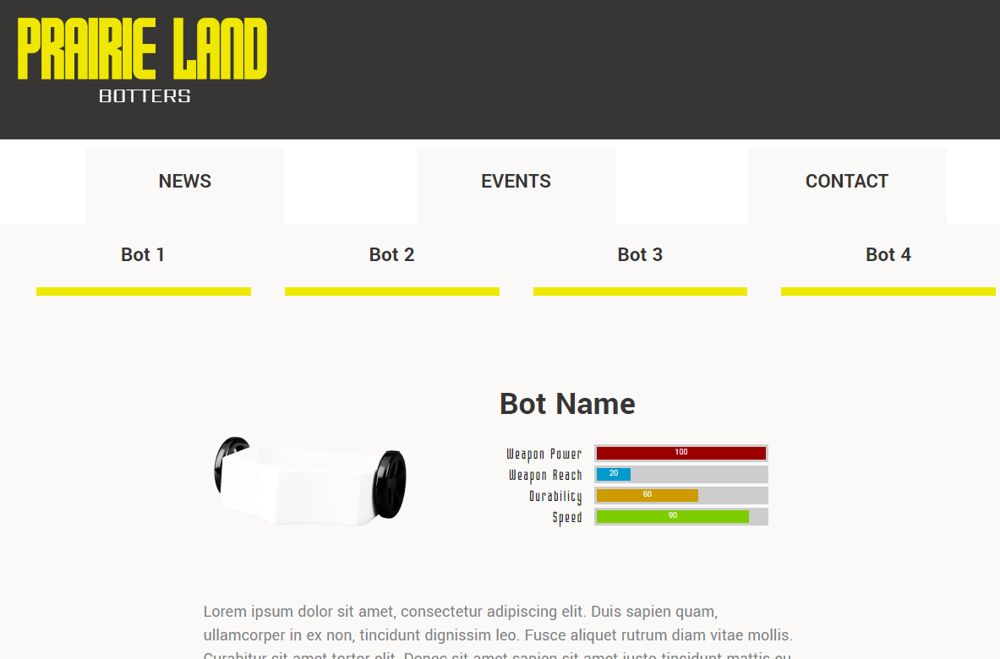 PRAIRIE LAND
BOTTERS
NEWS EVENTS CONTACT
Bot 1 Bot 2 Bot 3 Bot 4
Bot Name
Weapon Power 100
Weapon Reach 20
Durability 60
Speed 90
Lorem ipsum dolor sit amet, consectetur adipiscing elit. Duis sapien quam,
ullamcorper in ex non, tincidunt dignissim leo. Fusce aliquet rutrum diam vitae mollis.
Curabitur sit amet tortor elit. Donec sit amet sapien sit amet justo tincidunt mattis eu